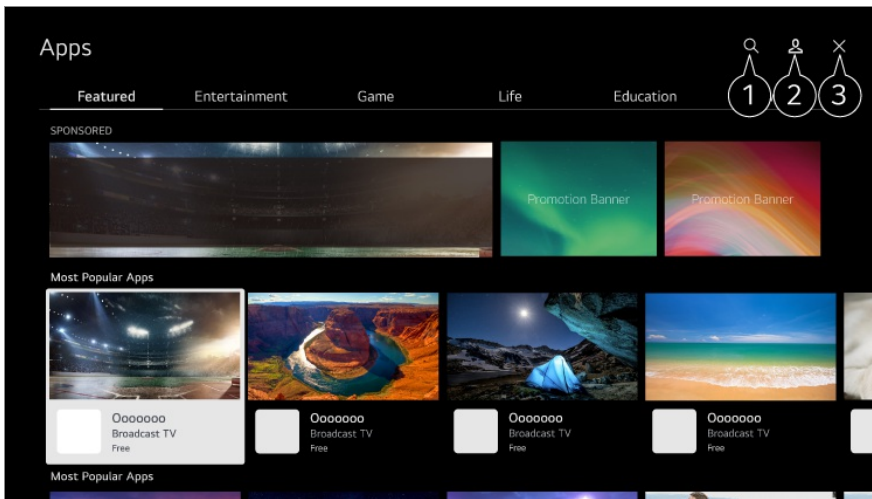 Apps
1 2 3
Featured Entertainment Game Life Education
SPONSORED
Promotion Banner Promotion Banner
Most Popular Apps
Ooooooo Ooooooo Ooooooo Ooooooo
Broadcast TV Broadcast TV Broadcast TV Broadcast TV
Free Free Free Free
Most Popular Apps